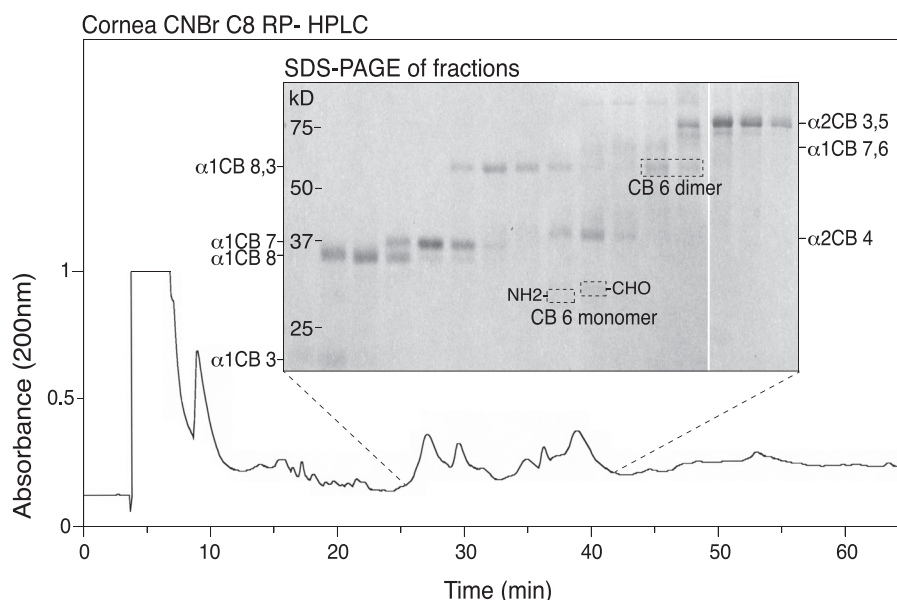 Cornea CNBr C8 RP- HPLC
SDS-PAGE of fractions
kD
75
50
37
25
α1CB 8,3
α1CB 7
α1CB 8
α1CB 3
α2CB 3,5
α1CB 7,6
α2CB 4
CB 6 dimer
NH2
CHO
CB 6 monomer
Absorbance (200nm)
1
0.5
0
0 10 20 30 40 50 60
Time (min)